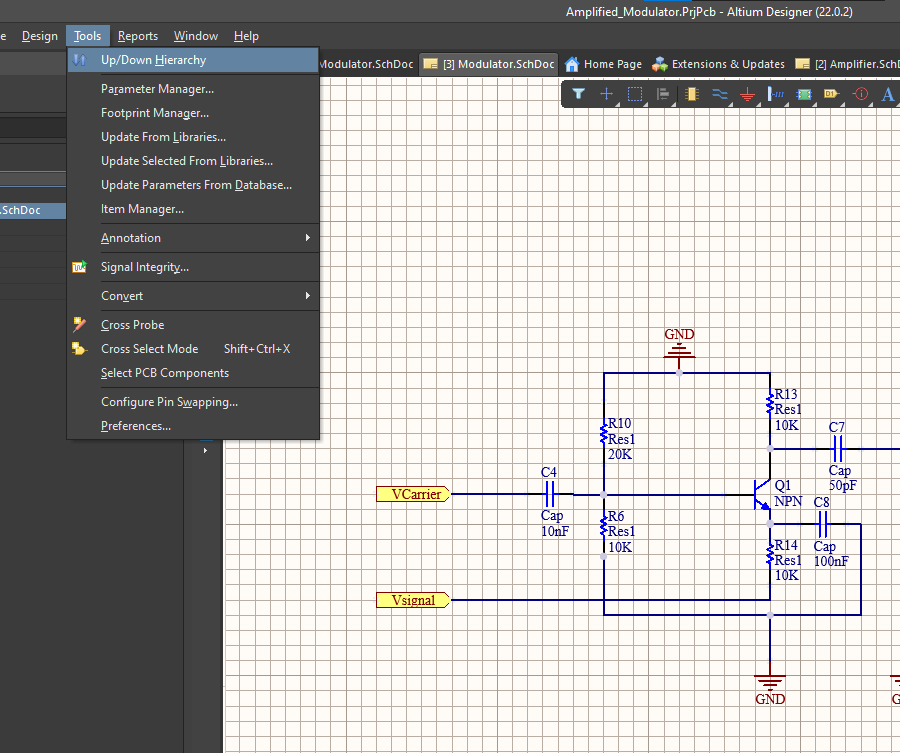 Amplified_Modulator.PrjPcb - Altium Designer (22.0.2)
e Design Tools Reports Window Help
Modulator.SchDoc [3] Modulator.SchDoc Home Page Extensions & Updates [2] Amplifier.SchD
Up/Down Hierarchy
Parameter Manager...
Footprint Manager...
Update From Libraries...
Update Selected From Libraries...
Update Parameters From Database...
Item Manager...
.SchDoc
Annotation
Signal Integrity...
Convert
Cross Probe
Cross Select Mode Shift+Ctrl+X
Select PCB Components
Configure Pin Swapping...
Preferences...
GND
R13
Res1
10K
R10
Res1
20K
C7
Cap
50pF
C4
Cap
10nF
VCarrier
Q1
NPN
R6
Res1
10K
C8
Cap
100nF
R14
Res1
10K
Vsignal
GND
G